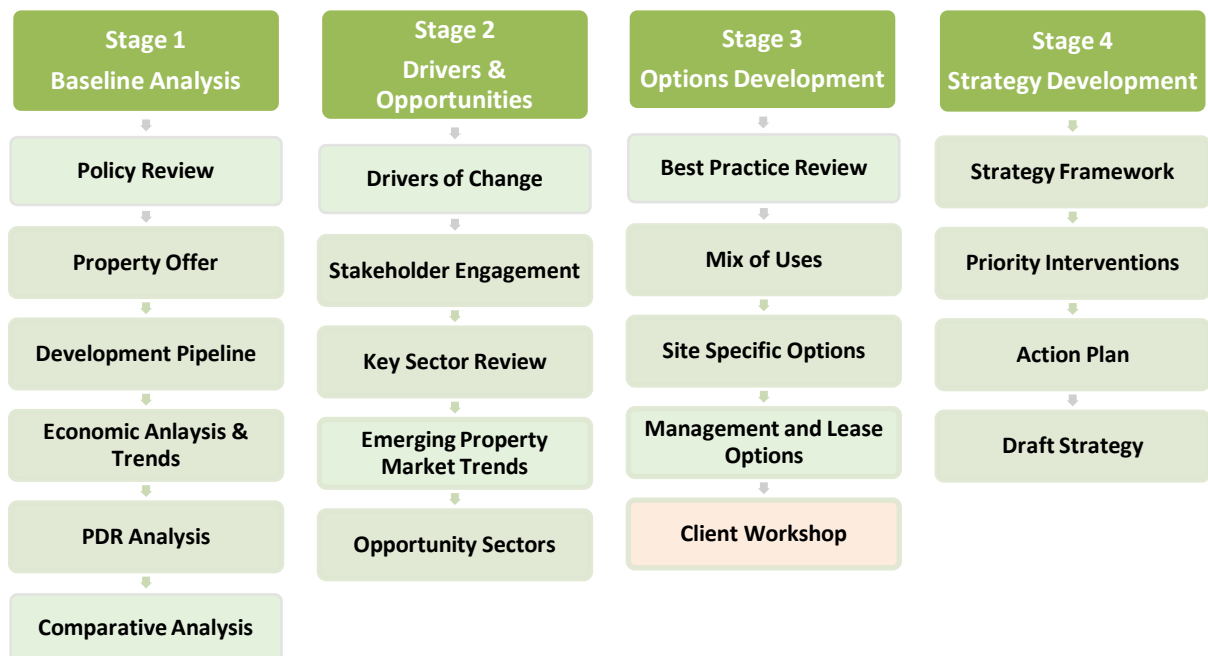 Stage 1
Baseline Analysis
Policy Review
Property Offer
Development Pipeline
Economic Anlaysis &
Trends
PDR Analysis
Comparative Analysis
Stage 2
Drivers &
Opportunities
Drivers of Change
Stakeholder Engagement
Key Sector Review
Emerging Property
Market Trends
Opportunity Sectors
Stage 3
Options Development
Best Practice Review
Mix of Uses
Site Specific Options
Management and Lease
Options
Client Workshop
Stage 4
Strategy Development
Strategy Framework
Priority Interventions
Action Plan
Draft Strategy